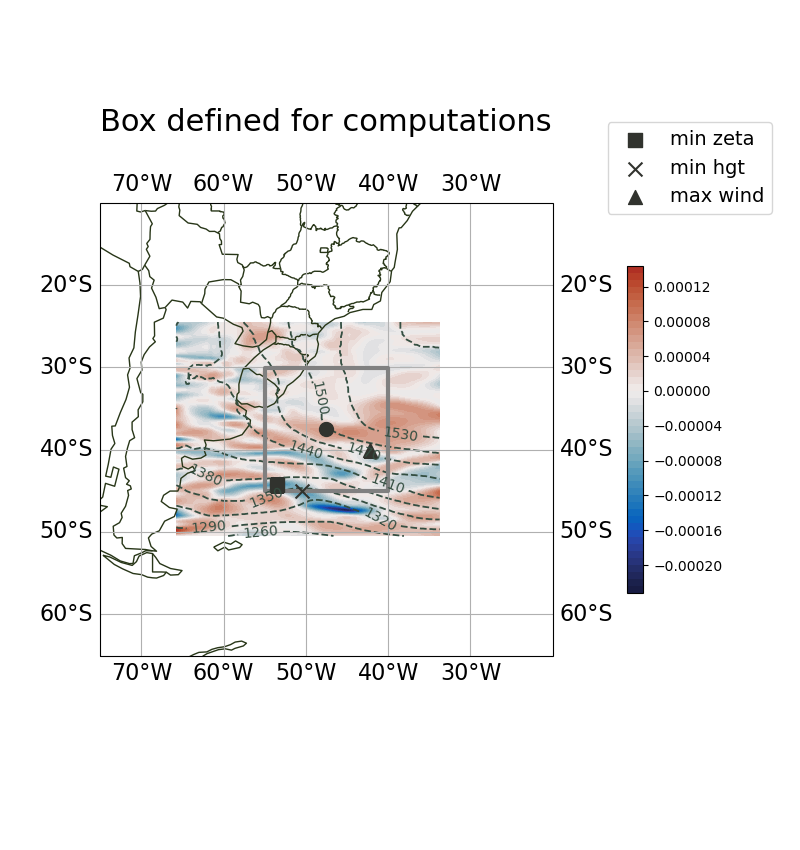 Box defined for computations
min zeta
min hgt
max wind
70°W 60°W 50°W 40°W 30°W
20°S 20°S
30°S 30°S
40°S 40°S
50°S 50°S
60°S 60°S
70°W 60°W 50°W 40°W 30°W
1500
1530
1440
1380
1410
1350
1320
1290
1260
0.00012
0.00008
0.00004
0.00000
−0.00004
−0.00008
−0.00012
−0.00016
−0.00020